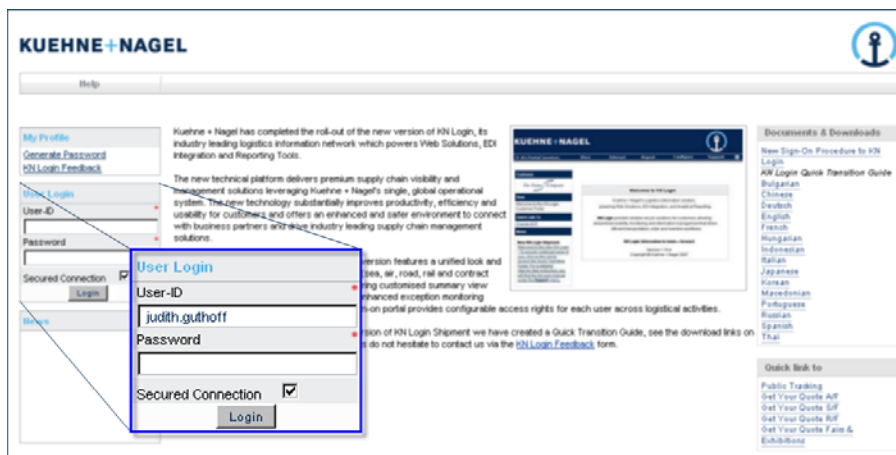 KUEHNE+NAGEL
Help
My Profile
Generate Password
KN Login Feedback
User Login
User-ID *
Password *
Secured Connection
Login
News
Kuehne + Nagel has completed the roll-out of the new version of KN Login, its
industry leading logistics information network which powers Web Solutions, EDI
Integration and Reporting Tools.
The new technical platform delivers premium supply chain visibility and
management solutions leveraging Kuehne + Nagel's single, global operational
system. The new technology substantially improves productivity, efficiency and
usability for customers and offers an enhanced and safer environment to connect
with business partners and drive industry leading supply chain management
solutions.
version features a unified look and
sea, air, road, rail and contract
ring customised summary view
nhanced exception monitoring
n-on portal provides configurable access rights for each user across logistical activities.
rsion of KN Login Shipment we have created a Quick Transition Guide, see the download links on
s do not hesitate to contact us via the KN Login Feedback form.
User Login
User-ID *
judith.guthoff
Password *
Secured Connection
Login
KUEHNE+NAGEL
Welcome to KN Login
Documents & Downloads
New Sign-On Procedure to KN
Login
KN Login Quick Transition Guide
Bulgarian
Chinese
Deutsch
English
French
Hungarian
Indonesian
Italian
Japanese
Korean
Macedonian
Portuguese
Russian
Spanish
Thai
Quick link to
Public Tracking
Get Your Quote A/F
Get Your Quote S/F
Get Your Quote R/F
Get Your Quote Fairs &
Exhibitions